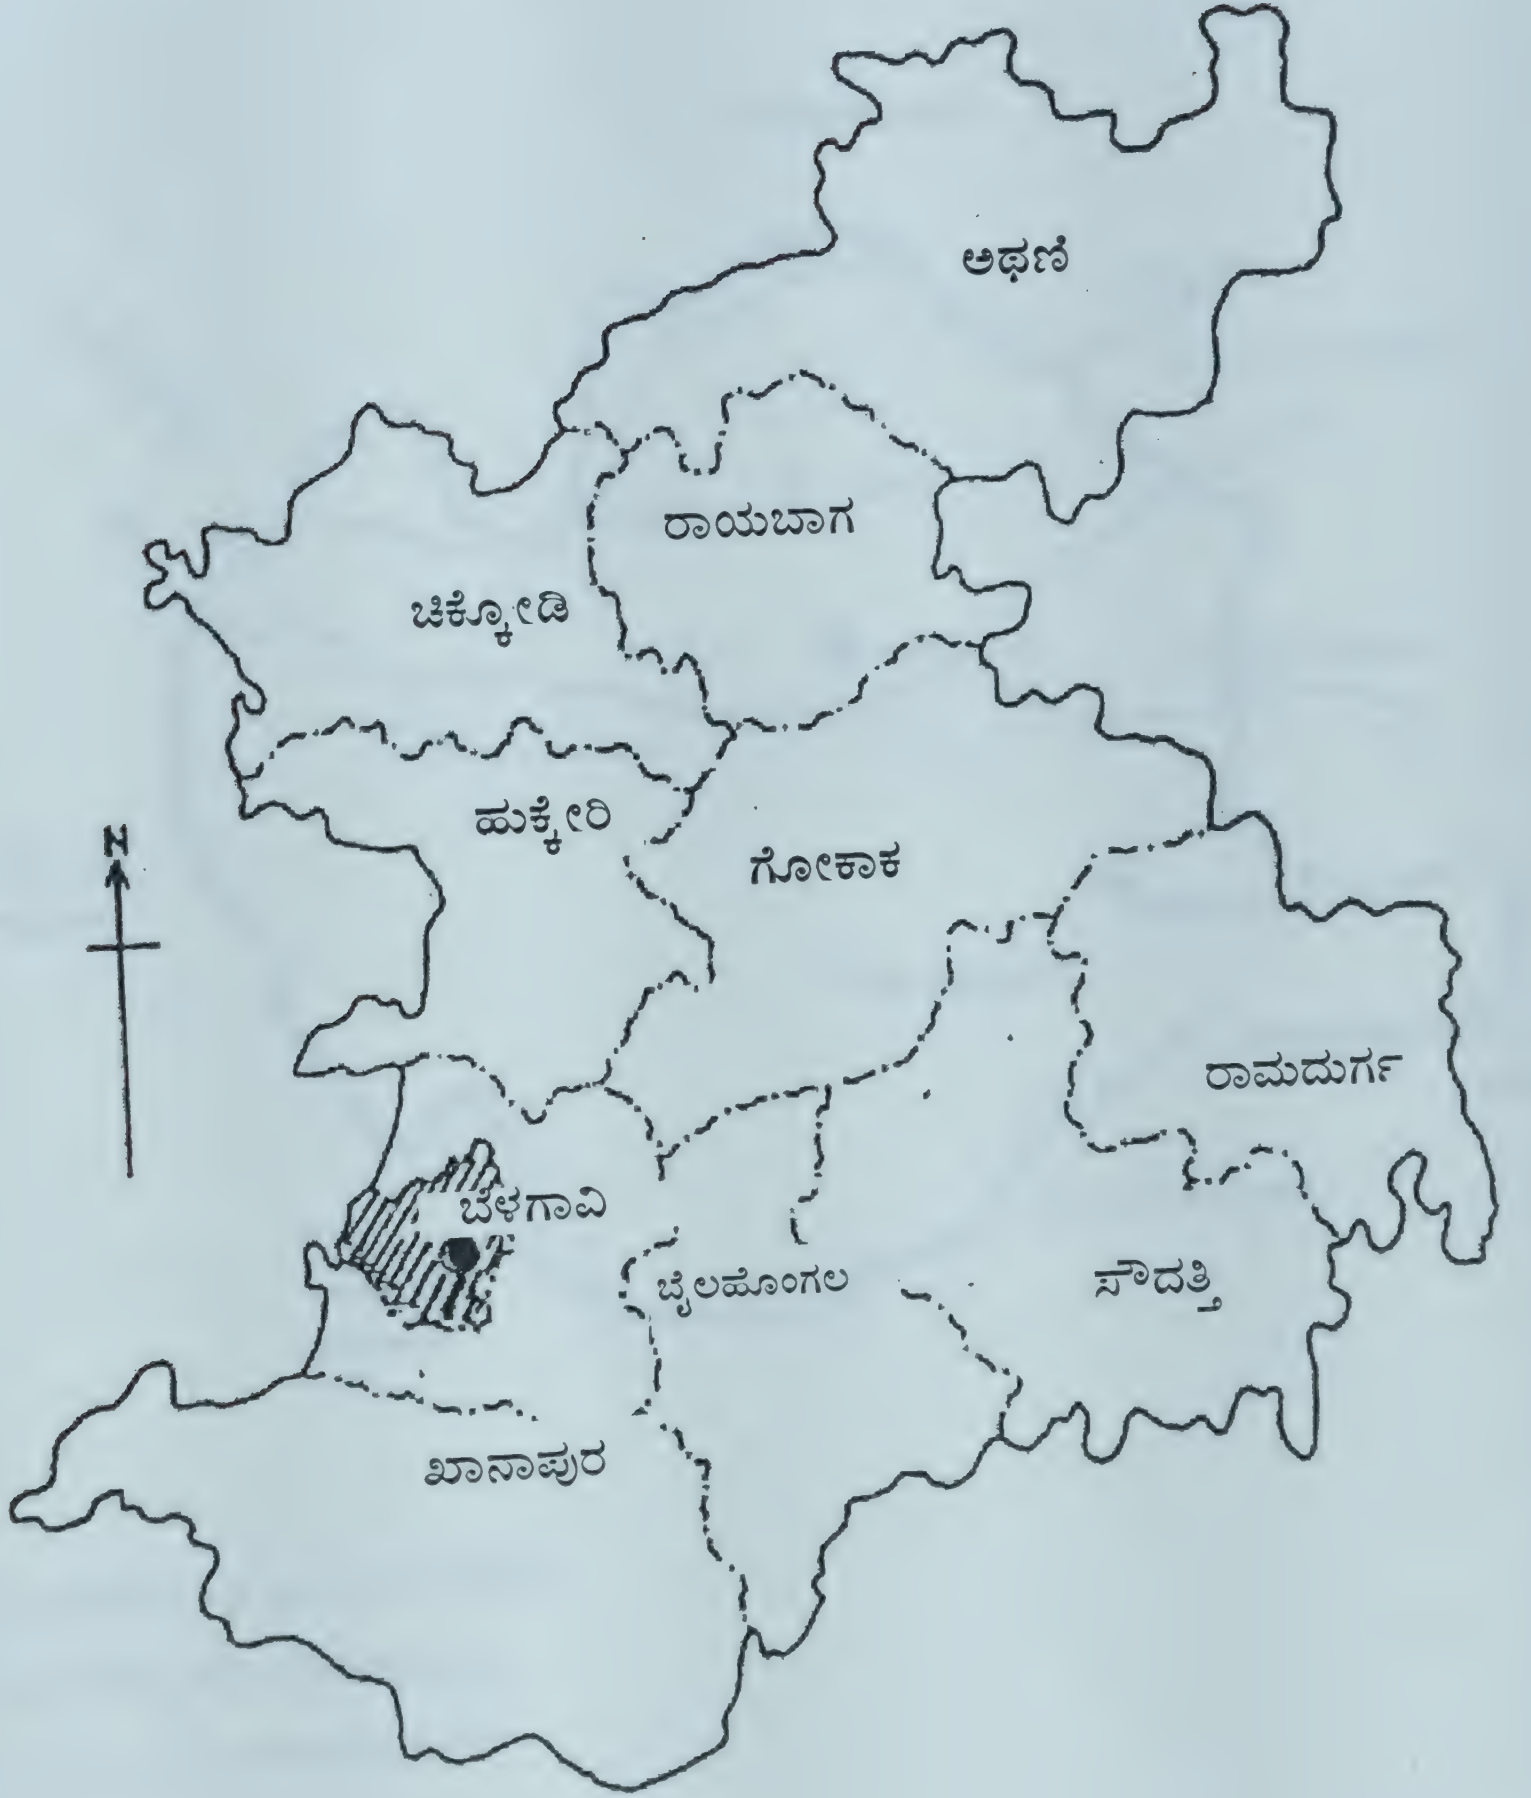 ಅಥಣಿ
ರಾಯಬಾಗ
ಚಿಕ್ಕೋಡಿ
ಹುಕ್ಕೇರಿ
N
ಗೋಕಾಕ
ರಾಮದುರ್ಗ
ಬೆಳಗಾವಿ
ಬೈಲಹೊಂಗಲ
ಸೌದತ್ತಿ
ಖಾನಾಪುರ